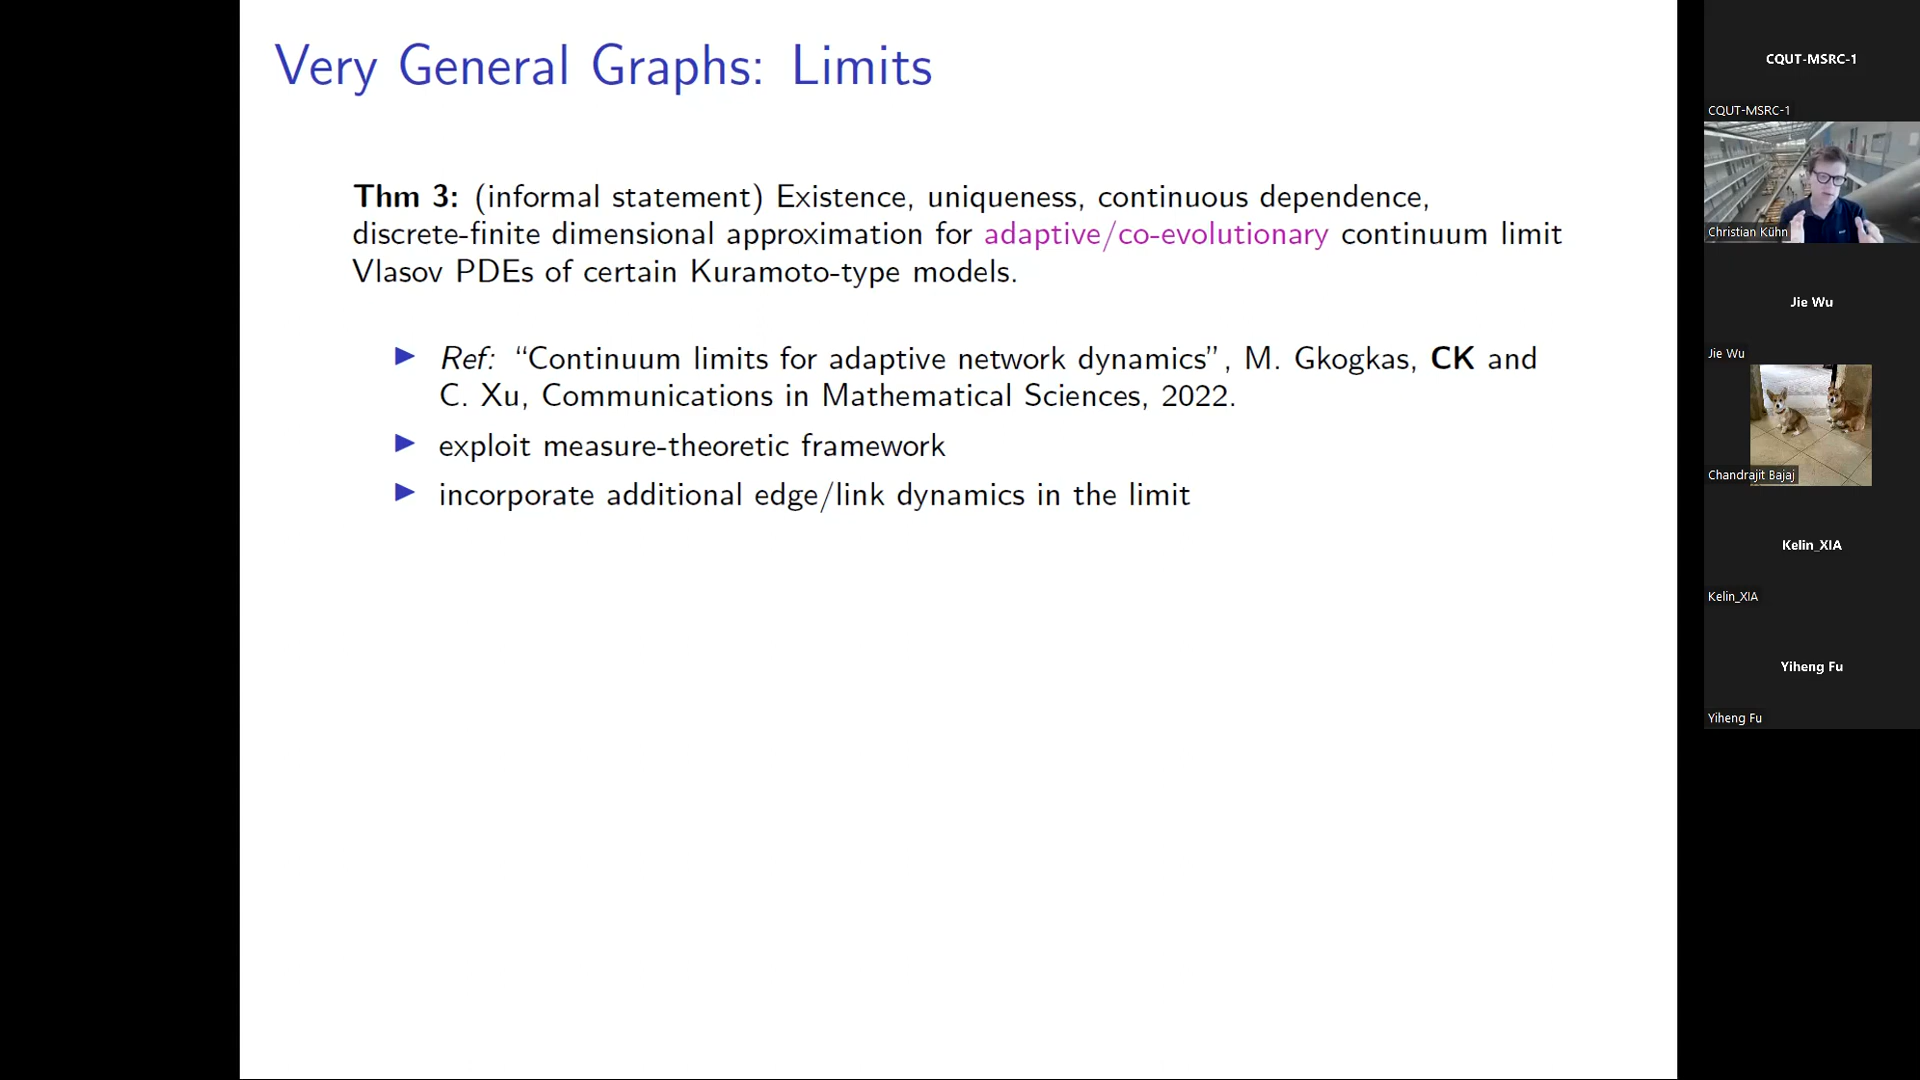 Very General Graphs: Limits
Thm 3: (informal statement) Existence, uniqueness, continuous dependence,
discrete-finite dimensional approximation for adaptive/co-evolutionary continuum limit
Vlasov PDEs of certain Kuramoto-type models.
▶ Ref: “Continuum limits for adaptive network dynamics”, M. Gkogkas, CK and
C. Xu, Communications in Mathematical Sciences, 2022.
▶ exploit measure-theoretic framework
▶ incorporate additional edge/link dynamics in the limit
CQUT-MSRC-1
CQUT-MSRC-1
Christian Kühn
Jie Wu
Jie Wu
Chandrajit Bajaj
Kelin_XIA
Kelin_XIA
Yiheng Fu
Yiheng Fu